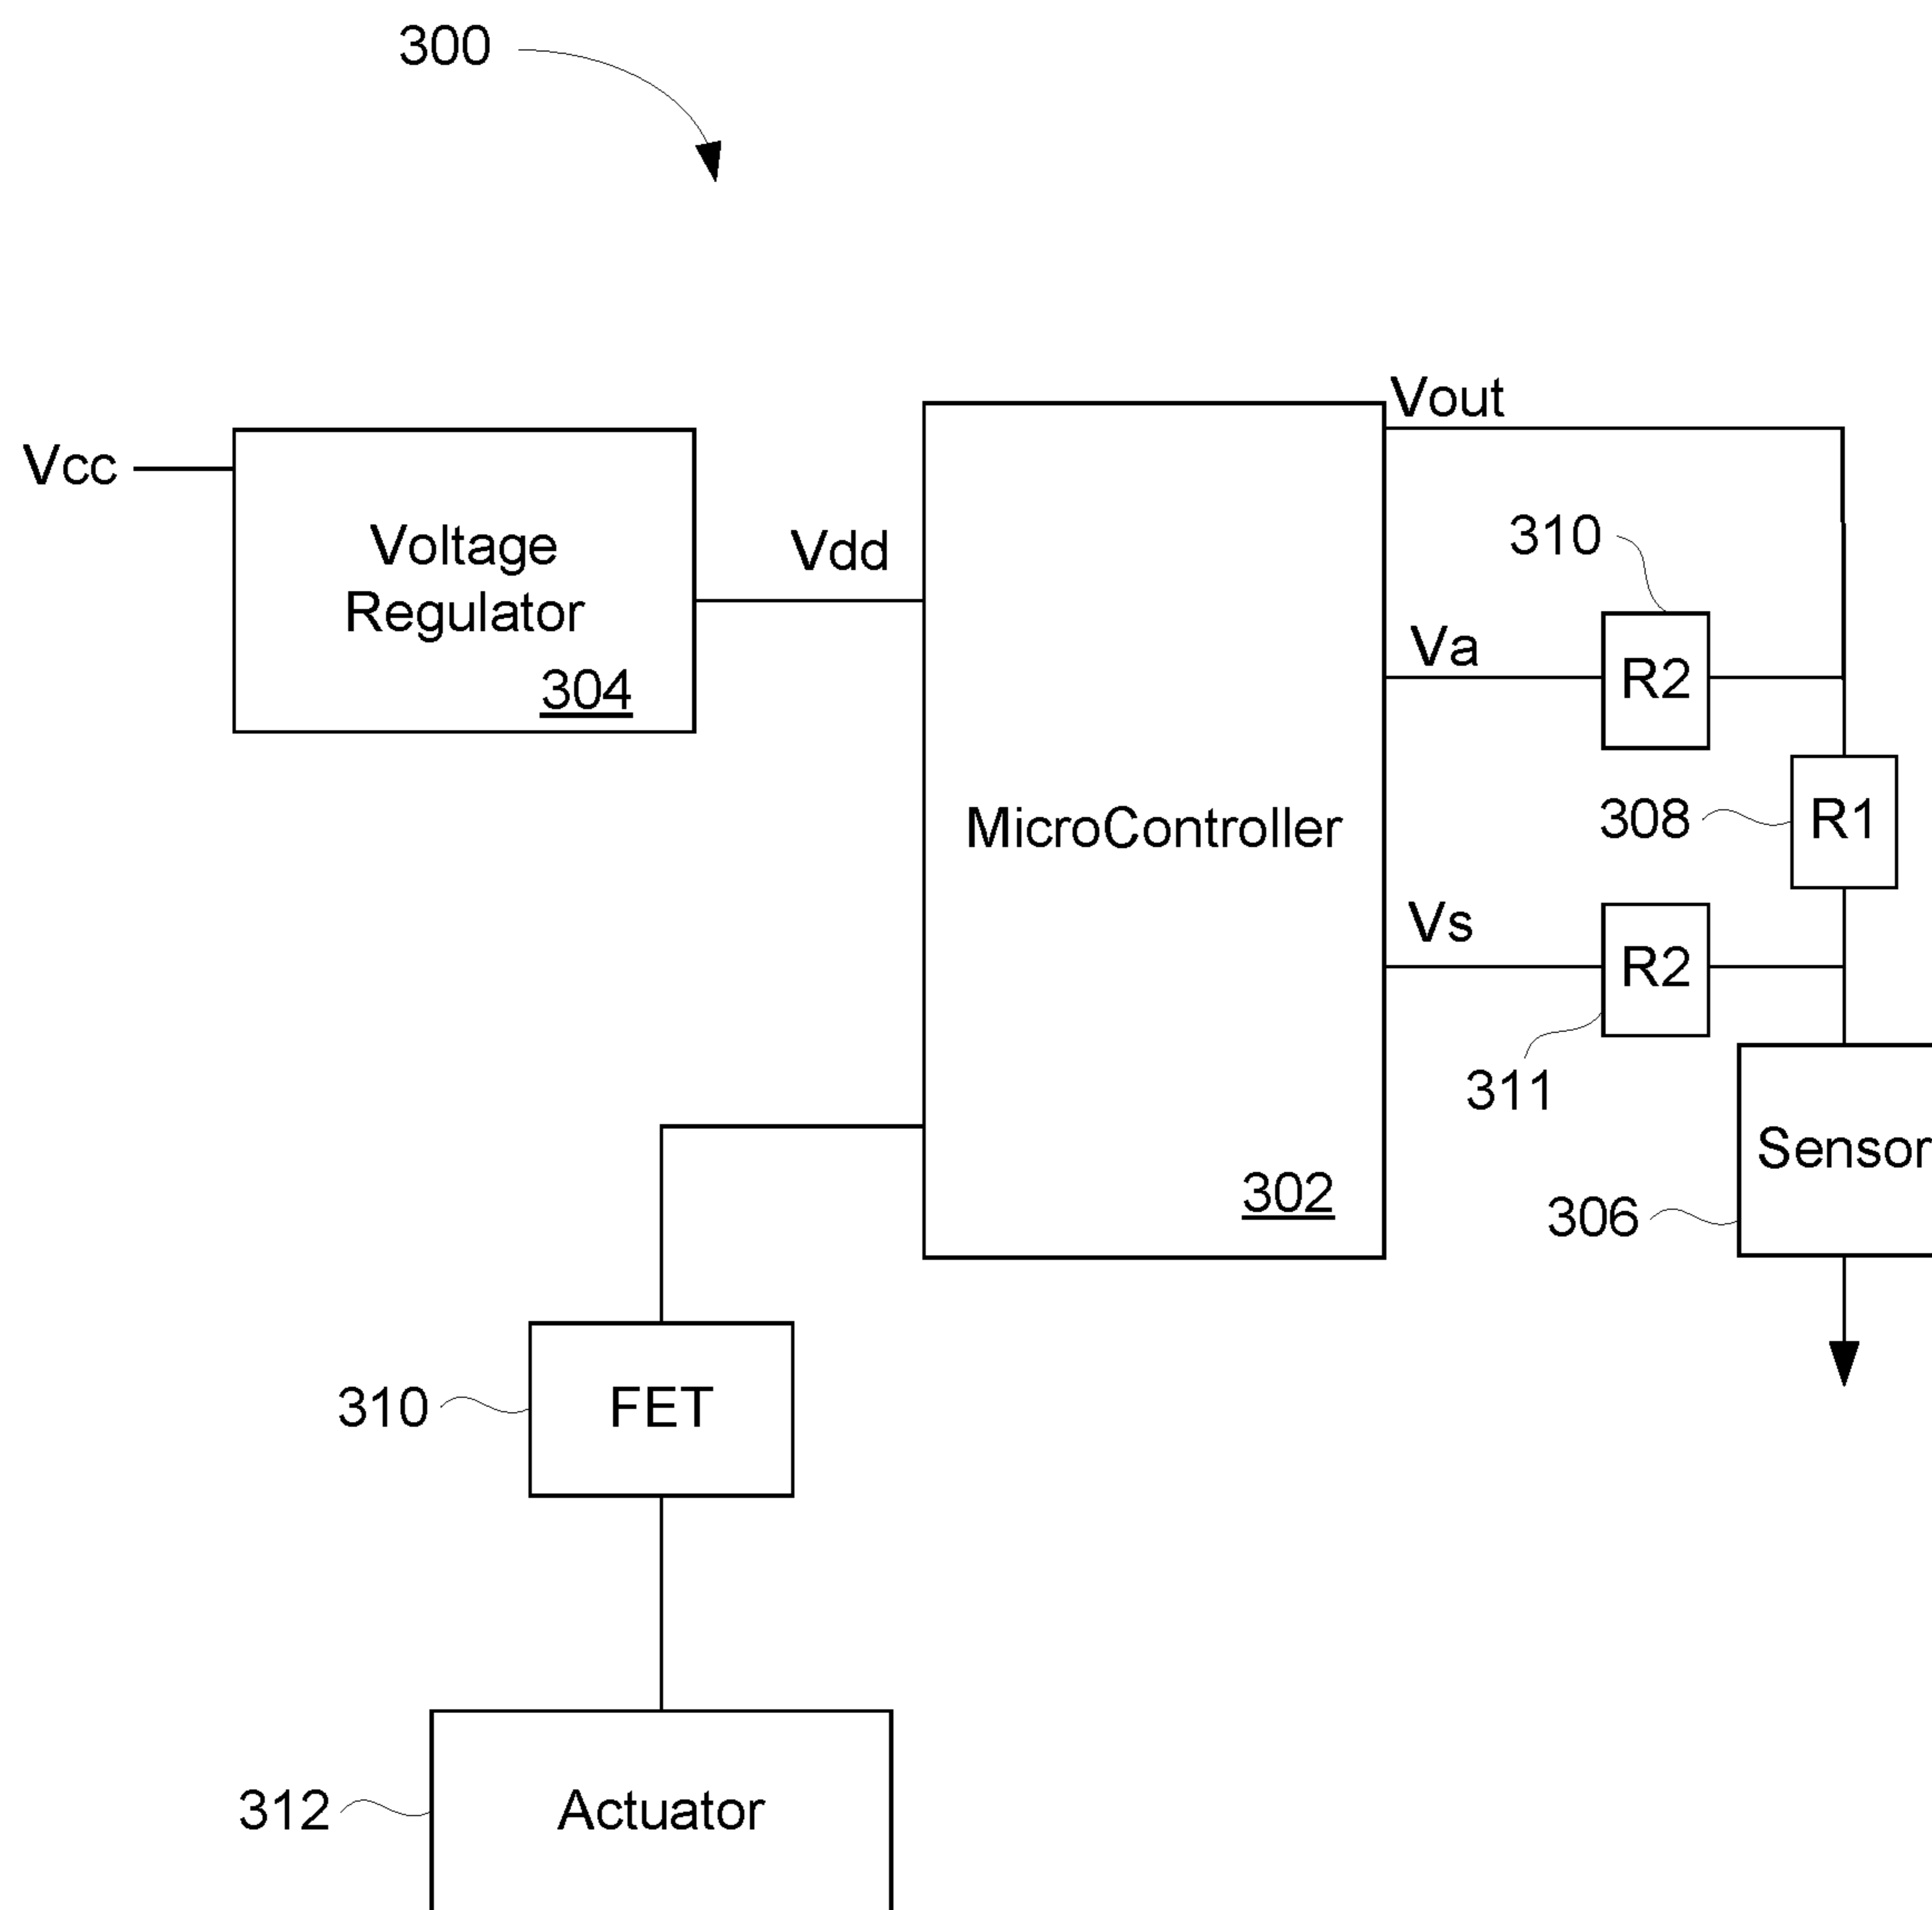 300
Vout
Vcc
310
Voltage
Regulator
Vdd
Va
R2
304
308
R1
MicroController
Vs
R2
311
Sensor
302
306
310
FET
312
Actuator